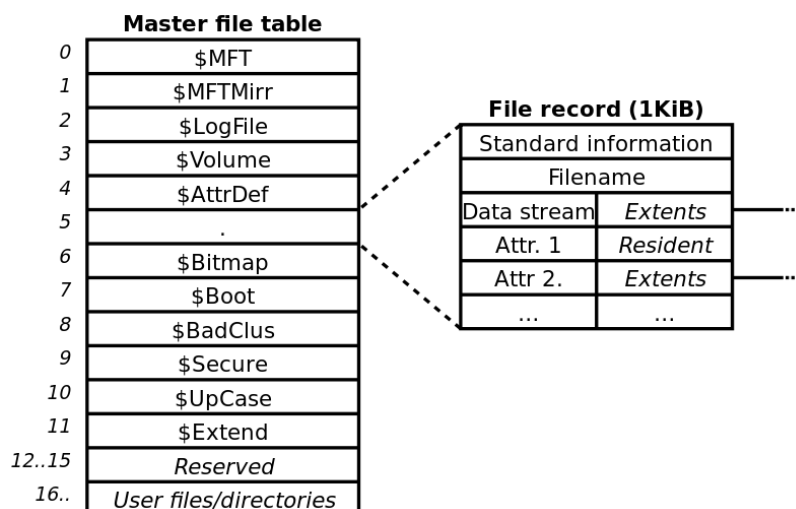 Master file table
0 $MFT
1 $MFTMirr
2 $LogFile
3 $Volume
4 $AttrDef
5 .
6 $Bitmap
7 $Boot
8 $BadClus
9 $Secure
10 $UpCase
11 $Extend
12..15 Reserved
16.. User files/directories
File record (1KiB)
Standard information
Filename
Data stream Extents
Attr. 1 Resident
Attr 2. Extents
... ...